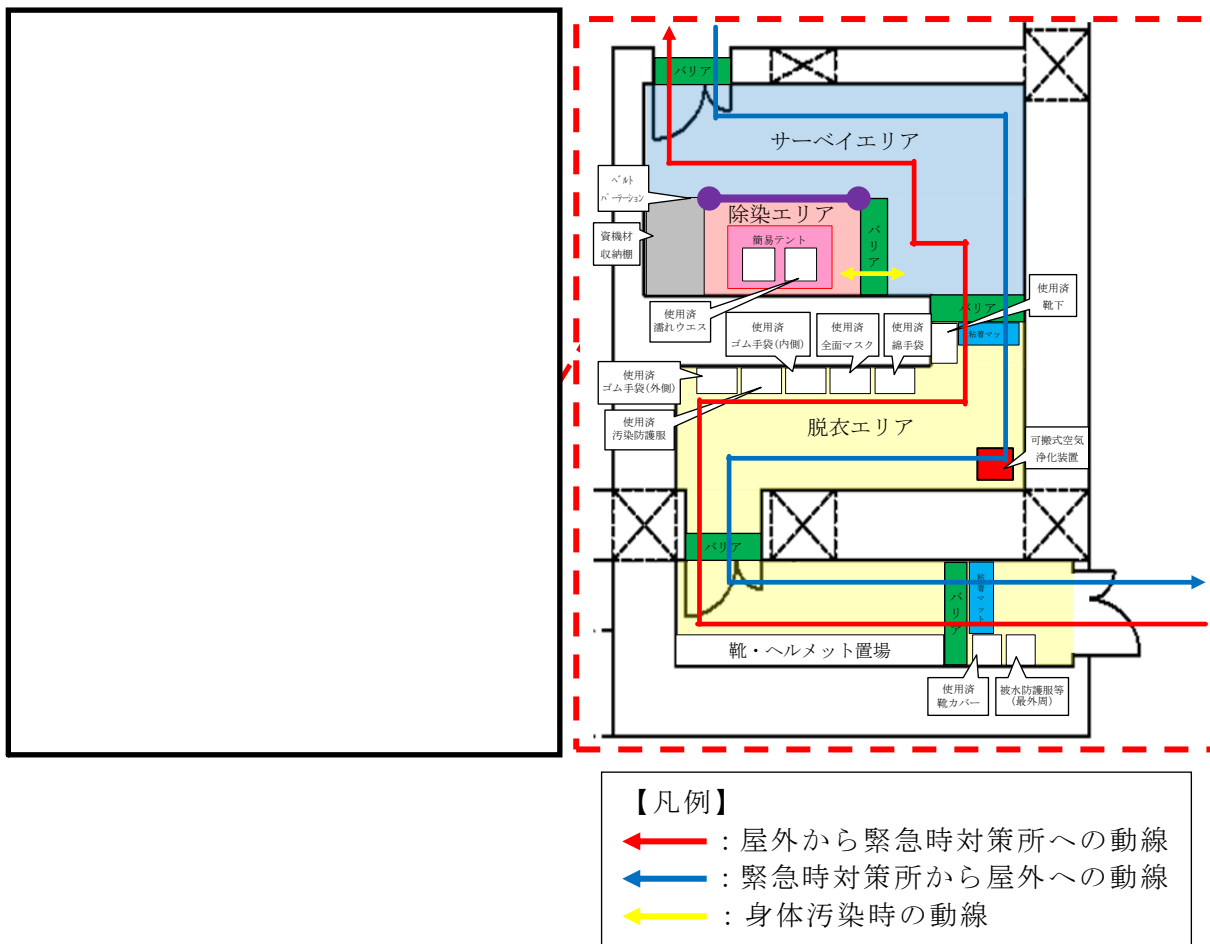 バリア
サーベイエリア
ベルト
パーテーション
除染エリア
バリア
資機材
収納棚
簡易テント
使用済
靴下
使用済
濡れウエス
使用済
ゴム手袋(内側)
使用済
全面マスク
使用済
綿手袋
バリア
粘着マット
使用済
ゴム手袋(外側)
使用済
汚染防護服
脱衣エリア
可搬式空気
浄化装置
バリア
バリア
粘着マット
靴・ヘルメット置場
使用済
靴カバー
被水防護服等
(最外周)
【凡例】
：屋外から緊急時対策所への動線
：緊急時対策所から屋外への動線
：身体汚染時の動線